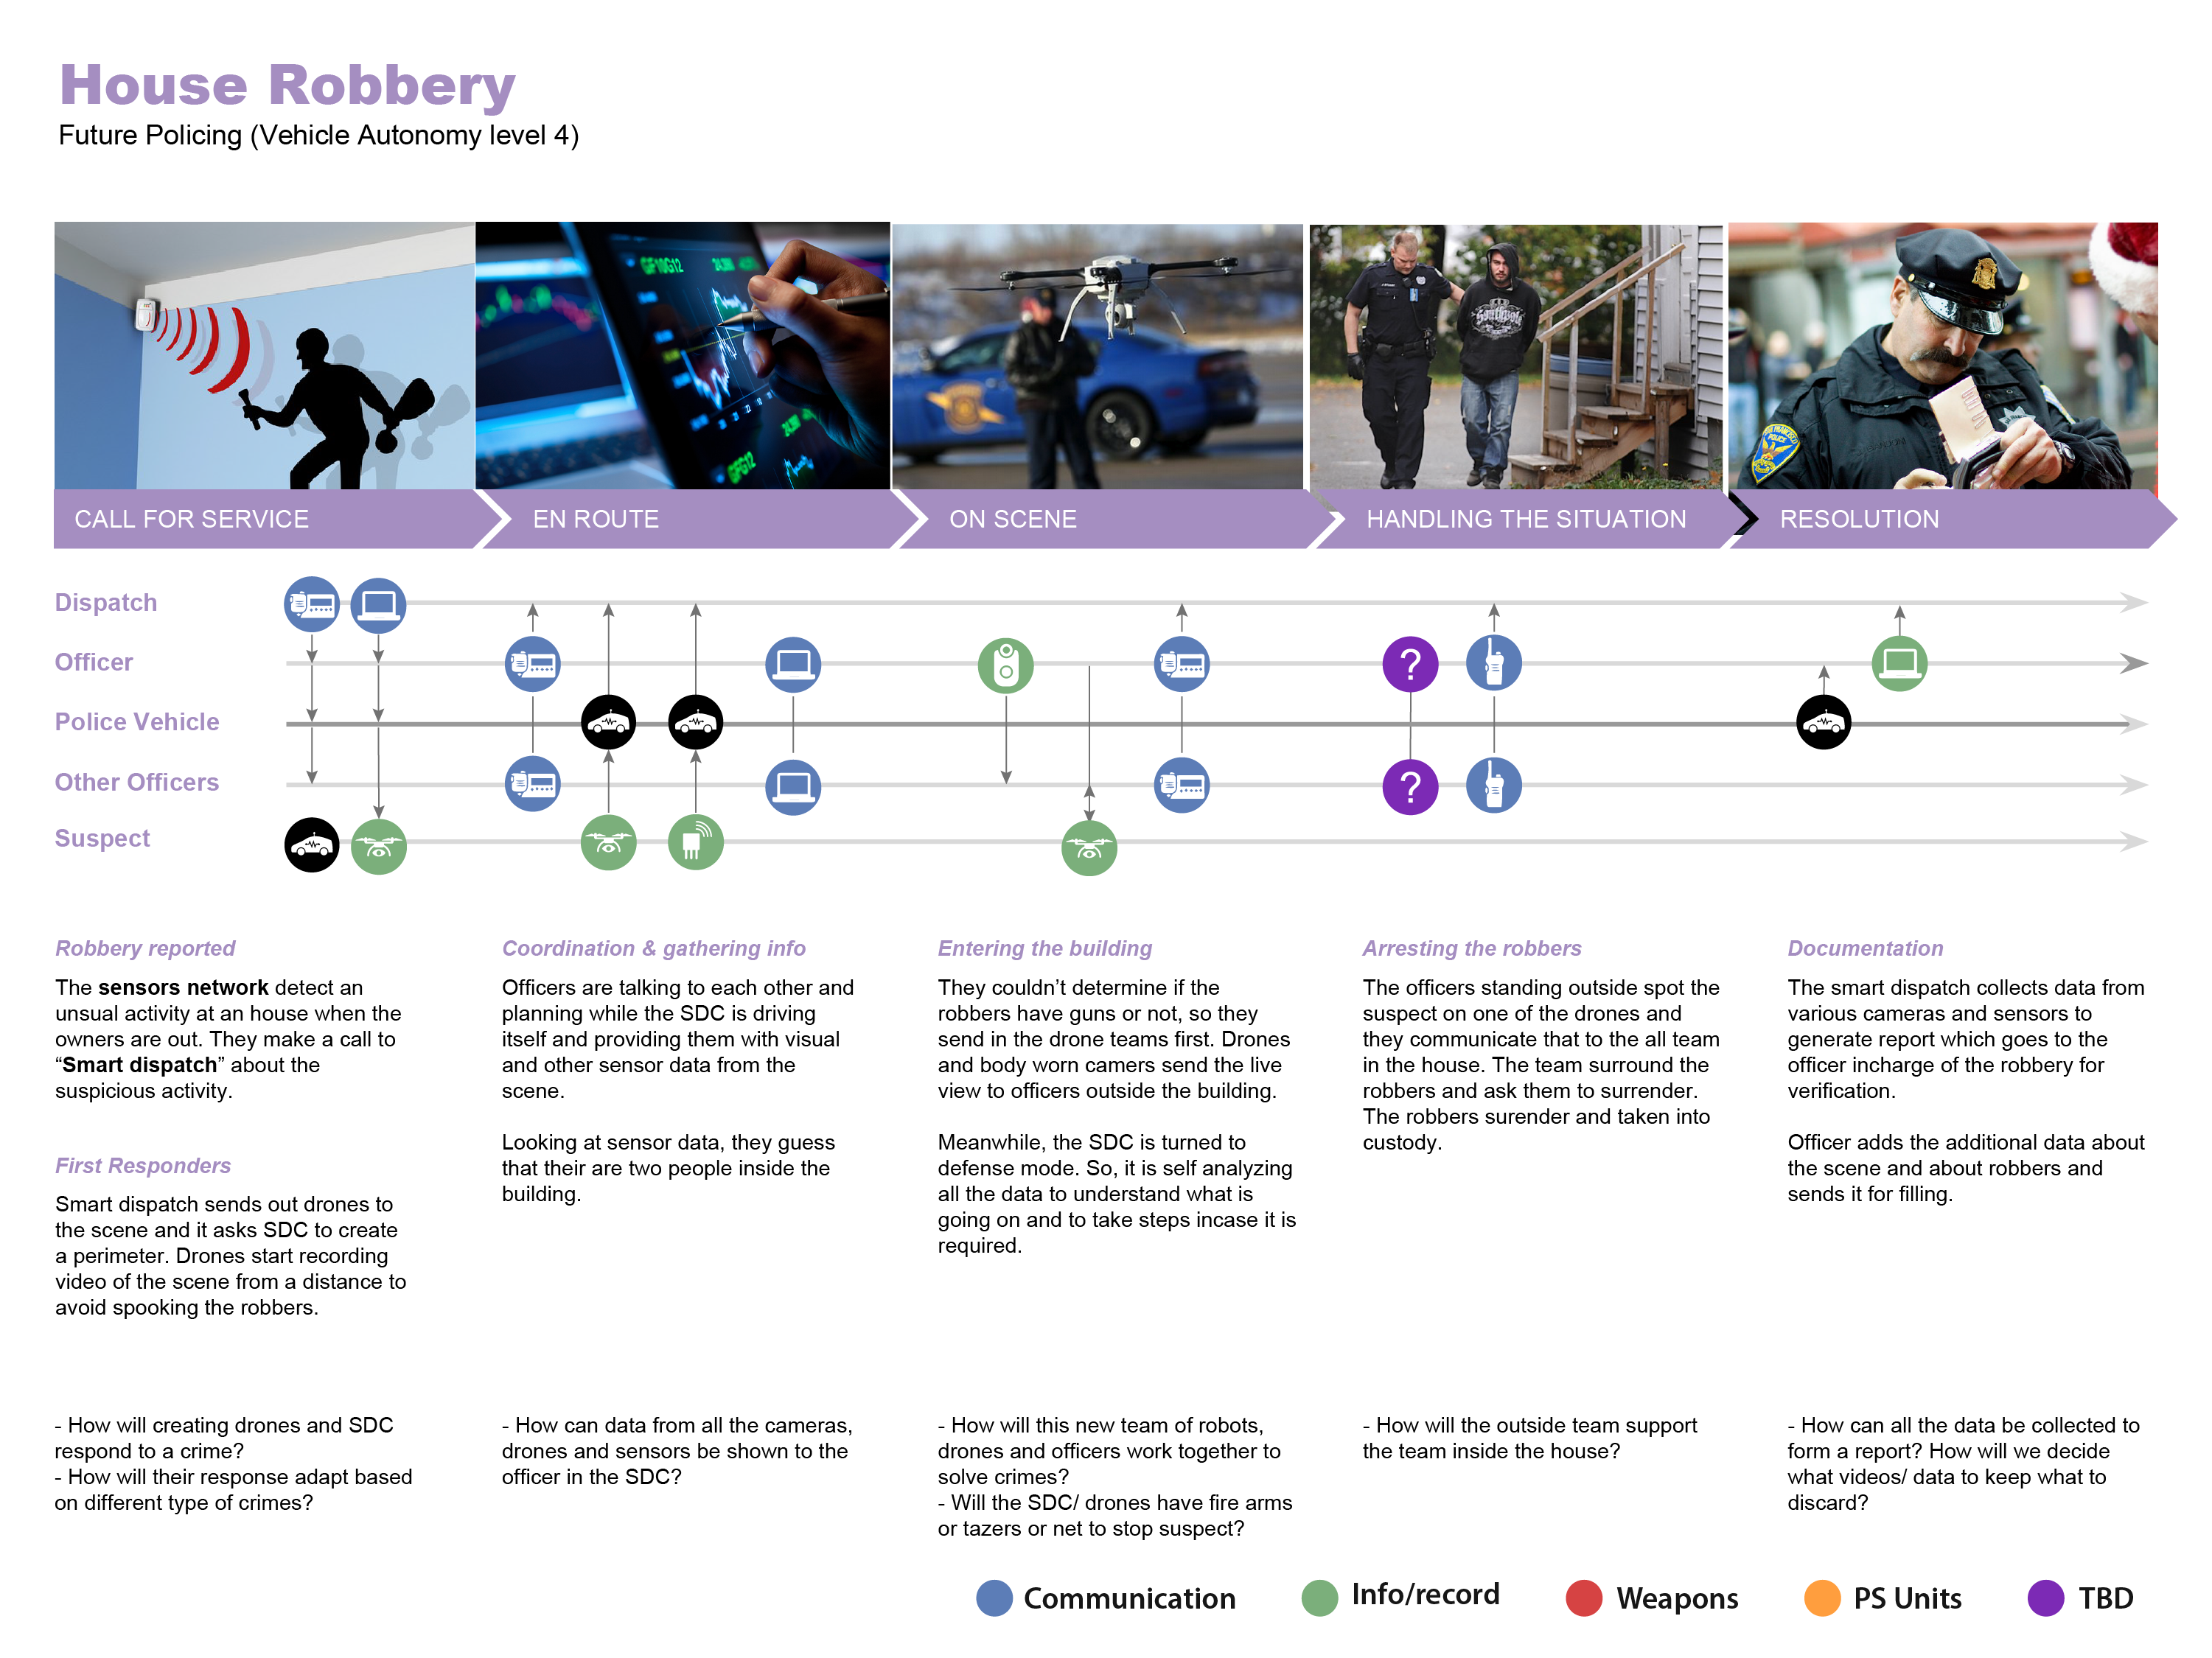 House Robbery
Future Policing (Vehicle Autonomy level 4)
CALL FOR SERVICE
EN ROUTE
ON SCENE
HANDLING THE SITUATION
RESOLUTION
Dispatch
Officer
Police Vehicle
Other Officers
Suspect
?
?
Robbery reported
The sensors network detect an
unsual activity at an house when the
owners are out. They make a call to
“Smart dispatch” about the
suspicious activity.
First Responders
Smart dispatch sends out drones to
the scene and it asks SDC to create
a perimeter. Drones start recording
video of the scene from a distance to
avoid spooking the robbers.
- How will creating drones and SDC
respond to a crime?
- How will their response adapt based
on different type of crimes?
Coordination & gathering info
Officers are talking to each other and
planning while the SDC is driving
itself and providing them with visual
and other sensor data from the
scene.
Looking at sensor data, they guess
that their are two people inside the
building.
- How can data from all the cameras,
drones and sensors be shown to the
officer in the SDC?
Entering the building
They couldn’t determine if the
robbers have guns or not, so they
send in the drone teams first. Drones
and body worn camers send the live
view to officers outside the building.
Meanwhile, the SDC is turned to
defense mode. So, it is self analyzing
all the data to understand what is
going on and to take steps incase it is
required.
- How will this new team of robots,
drones and officers work together to
solve crimes?
- Will the SDC/ drones have fire arms
or tazers or net to stop suspect?
Arresting the robbers
The officers standing outside spot the
suspect on one of the drones and
they communicate that to the all team
in the house. The team surround the
robbers and ask them to surrender.
The robbers surender and taken into
custody.
- How will the outside team support
the team inside the house?
Documentation
The smart dispatch collects data from
various cameras and sensors to
generate report which goes to the
officer incharge of the robbery for
verification.
Officer adds the additional data about
the scene and about robbers and
sends it for filling.
- How can all the data be collected to
form a report? How will we decide
what videos/ data to keep what to
discard?
Communication
Info/record
Weapons
PS Units
TBD